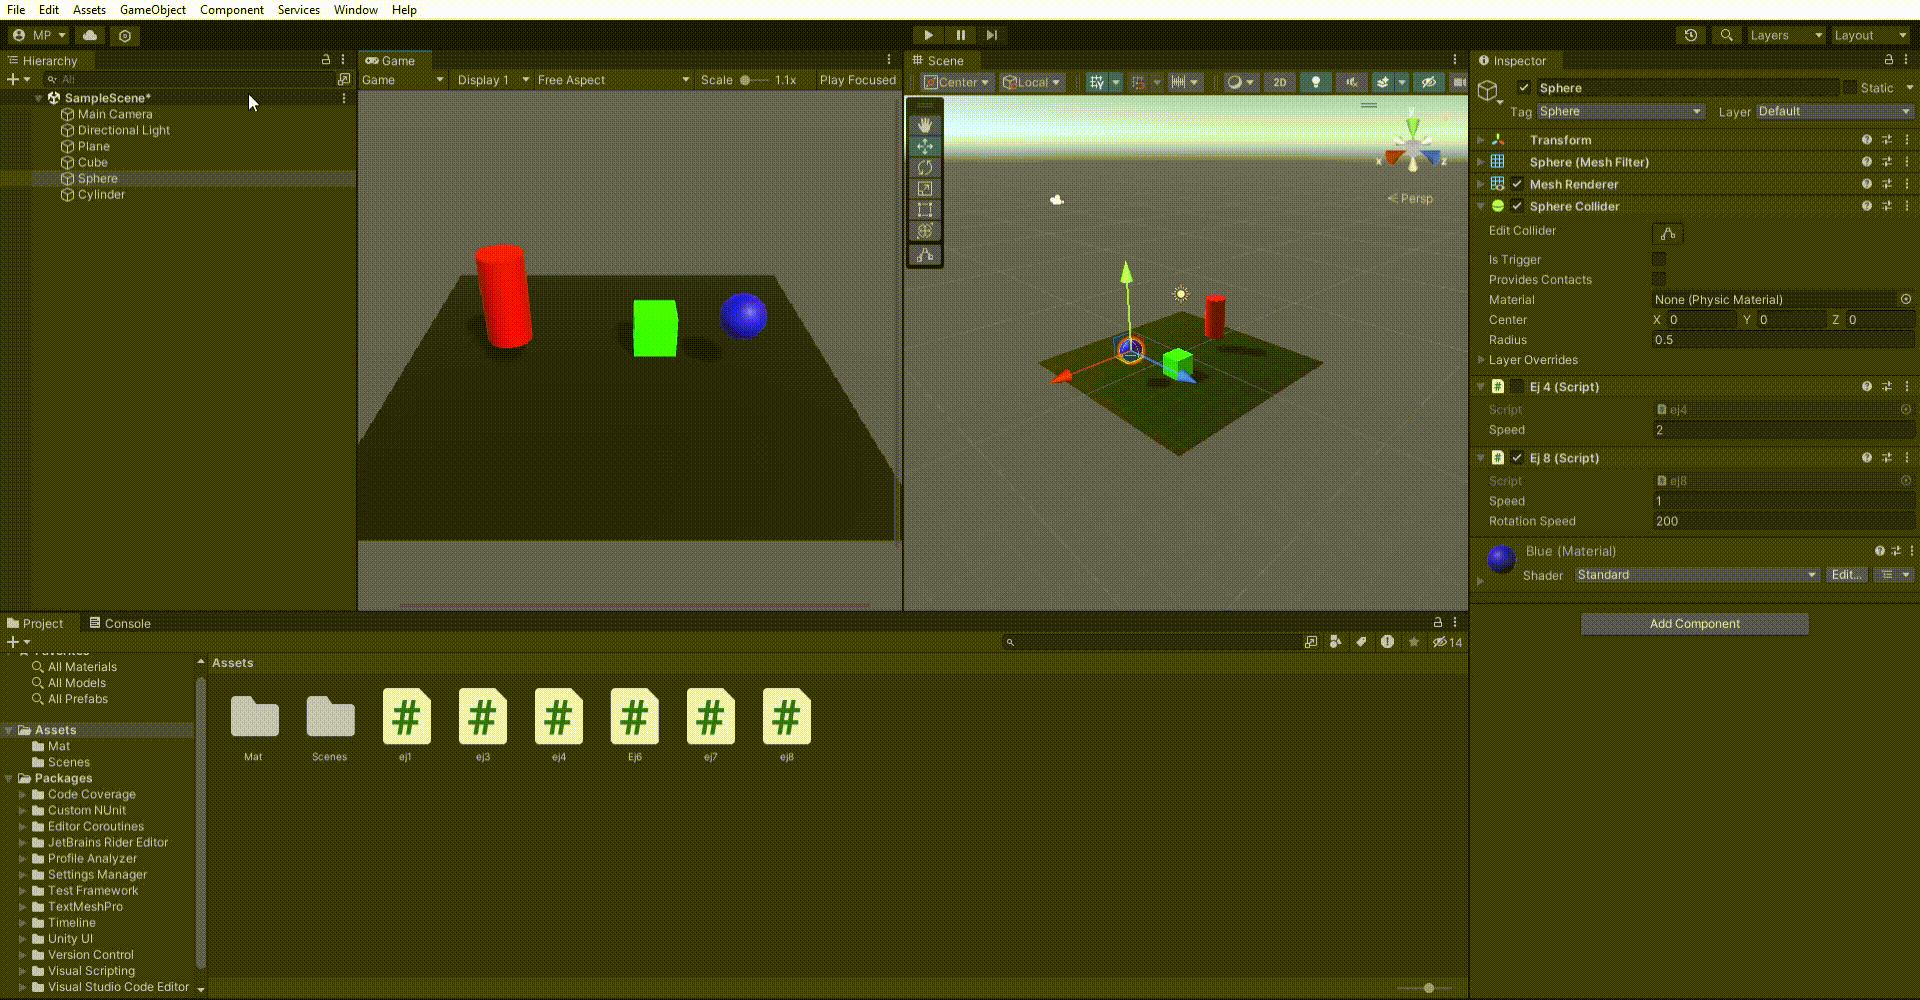 File Edit Assets GameObject Component Services Window Help
MP
Layers Layout
Hierarchy
All
SampleScene*
Main Camera
Directional Light
Plane
Cube
Sphere
Cylinder
Game
Game Display 1 Free Aspect Scale 1.1x Play Focused
Scene
Center Local 2D
y
x z
Persp
Inspector
Sphere Static
Tag Sphere Layer Default
Transform
Sphere (Mesh Filter)
Mesh Renderer
Sphere Collider
Edit Collider
Is Trigger
Provides Contacts
Material None (Physic Material)
Center X 0 Y 0 Z 0
Radius 0.5
Layer Overrides
# Ej 4 (Script)
Script ej4
Speed 2
# Ej 8 (Script)
Script ej8
Speed 1
Rotation Speed 200
Blue (Material)
Shader Standard Edit...
Add Component
Project Console
14
Favorites
All Materials
All Models
All Prefabs
Assets
Mat
Scenes
Packages
Code Coverage
Custom NUnit
Editor Coroutines
JetBrains Rider Editor
Profile Analyzer
Settings Manager
Test Framework
TextMeshPro
Timeline
Unity UI
Version Control
Visual Scripting
Visual Studio Code Editor
Assets
# # # # # #
Mat Scenes ej1 ej3 ej4 Ej6 ej7 ej8